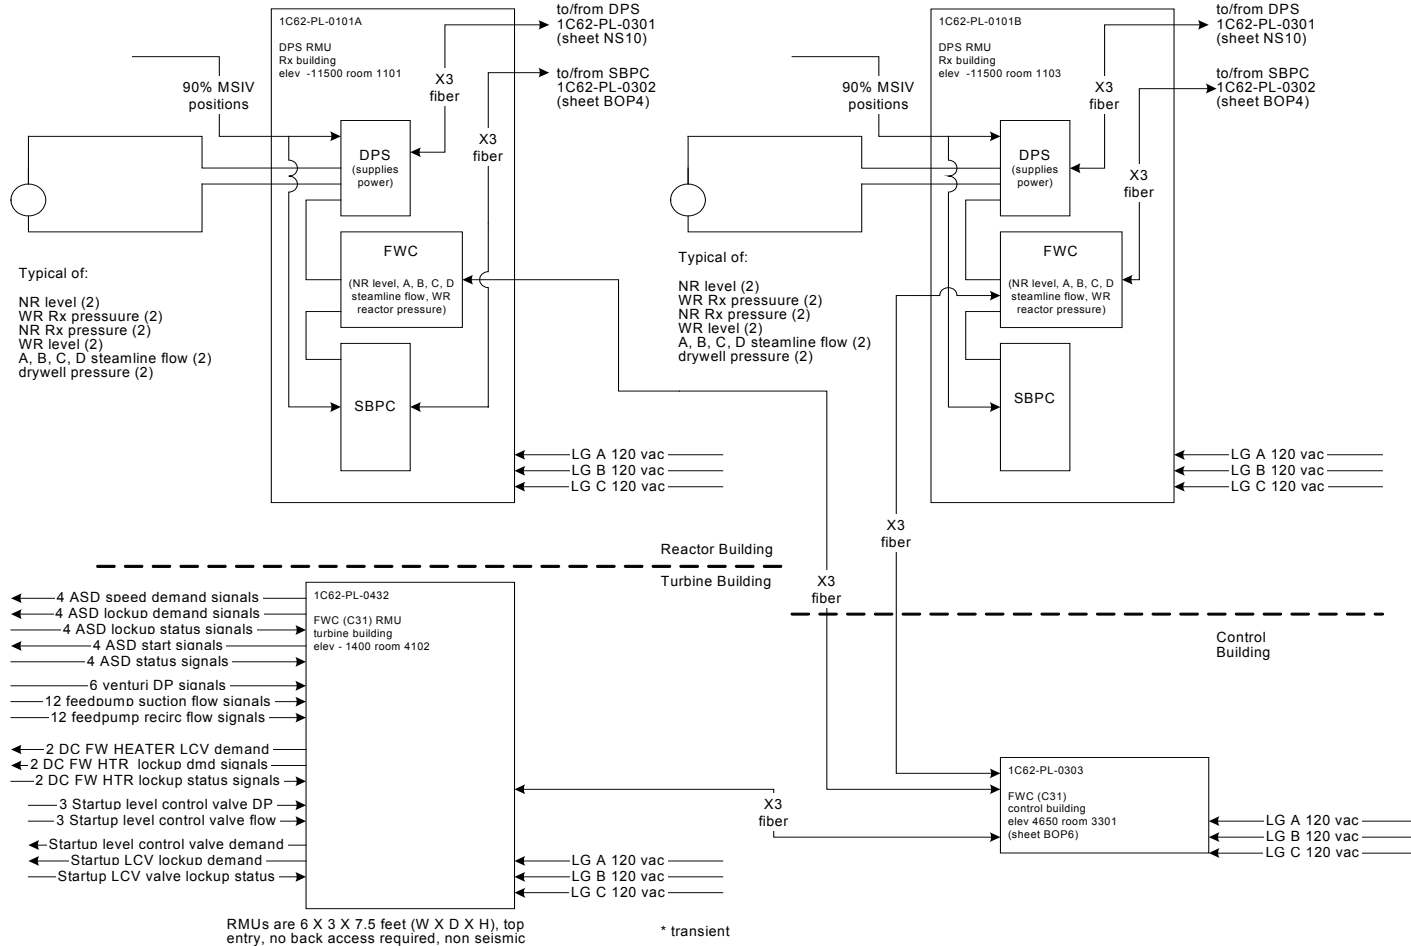 1C62-PL-0101A
DPS RMU
Rx building
elev -11500 room 1101
to/from DPS
1C62-PL-0301
(sheet NS10)
to/from SBPC
1C62-PL-0302
(sheet BOP4)
X3
fiber
X3
fiber
90% MSIV
positions
DPS
(supplies
power)
FWC
(NR level, A, B, C, D
steamline flow, WR
reactor pressure)
SBPC
Typical of:
NR level (2)
WR Rx pressuure (2)
NR Rx pressure (2)
WR level (2)
A, B, C, D steamline flow (2)
drywell pressure (2)
LG A 120 vac
LG B 120 vac
LG C 120 vac
1C62-PL-0101B
DPS RMU
Rx building
elev -11500 room 1103
to/from DPS
1C62-PL-0301
(sheet NS10)
to/from SBPC
1C62-PL-0302
(sheet BOP4)
X3
fiber
X3
fiber
90% MSIV
positions
DPS
(supplies
power)
FWC
(NR level, A, B, C, D
steamline flow, WR
reactor pressure)
SBPC
Typical of:
NR level (2)
WR Rx pressuure (2)
NR Rx pressure (2)
WR level (2)
A, B, C, D steamline flow (2)
drywell pressure (2)
LG A 120 vac
LG B 120 vac
LG C 120 vac
X3
fiber
Reactor Building
Turbine Building
X3
fiber
Control
Building
4 ASD speed demand signals
4 ASD lockup demand signals
4 ASD lockup status signals
4 ASD start signals
4 ASD status signals
6 venturi DP signals
12 feedpump suction flow signals
12 feedpump recirc flow signals
2 DC FW HEATER LCV demand
2 DC FW HTR lockup dmd signals
2 DC FW HTR lockup status signals
3 Startup level control valve DP
3 Startup level control valve flow
Startup level control valve demand
Startup LCV lockup demand
Startup LCV valve lockup status
1C62-PL-0432
FWC (C31) RMU
turbine building
elev - 1400 room 4102
LG A 120 vac
LG B 120 vac
LG C 120 vac
X3
fiber
1C62-PL-0303
FWC (C31)
control building
elev 4650 room 3301
(sheet BOP6)
LG A 120 vac
LG B 120 vac
LG C 120 vac
RMUs are 6 X 3 X 7.5 feet (W X D X H), top
entry, no back access required, non seismic
* transient